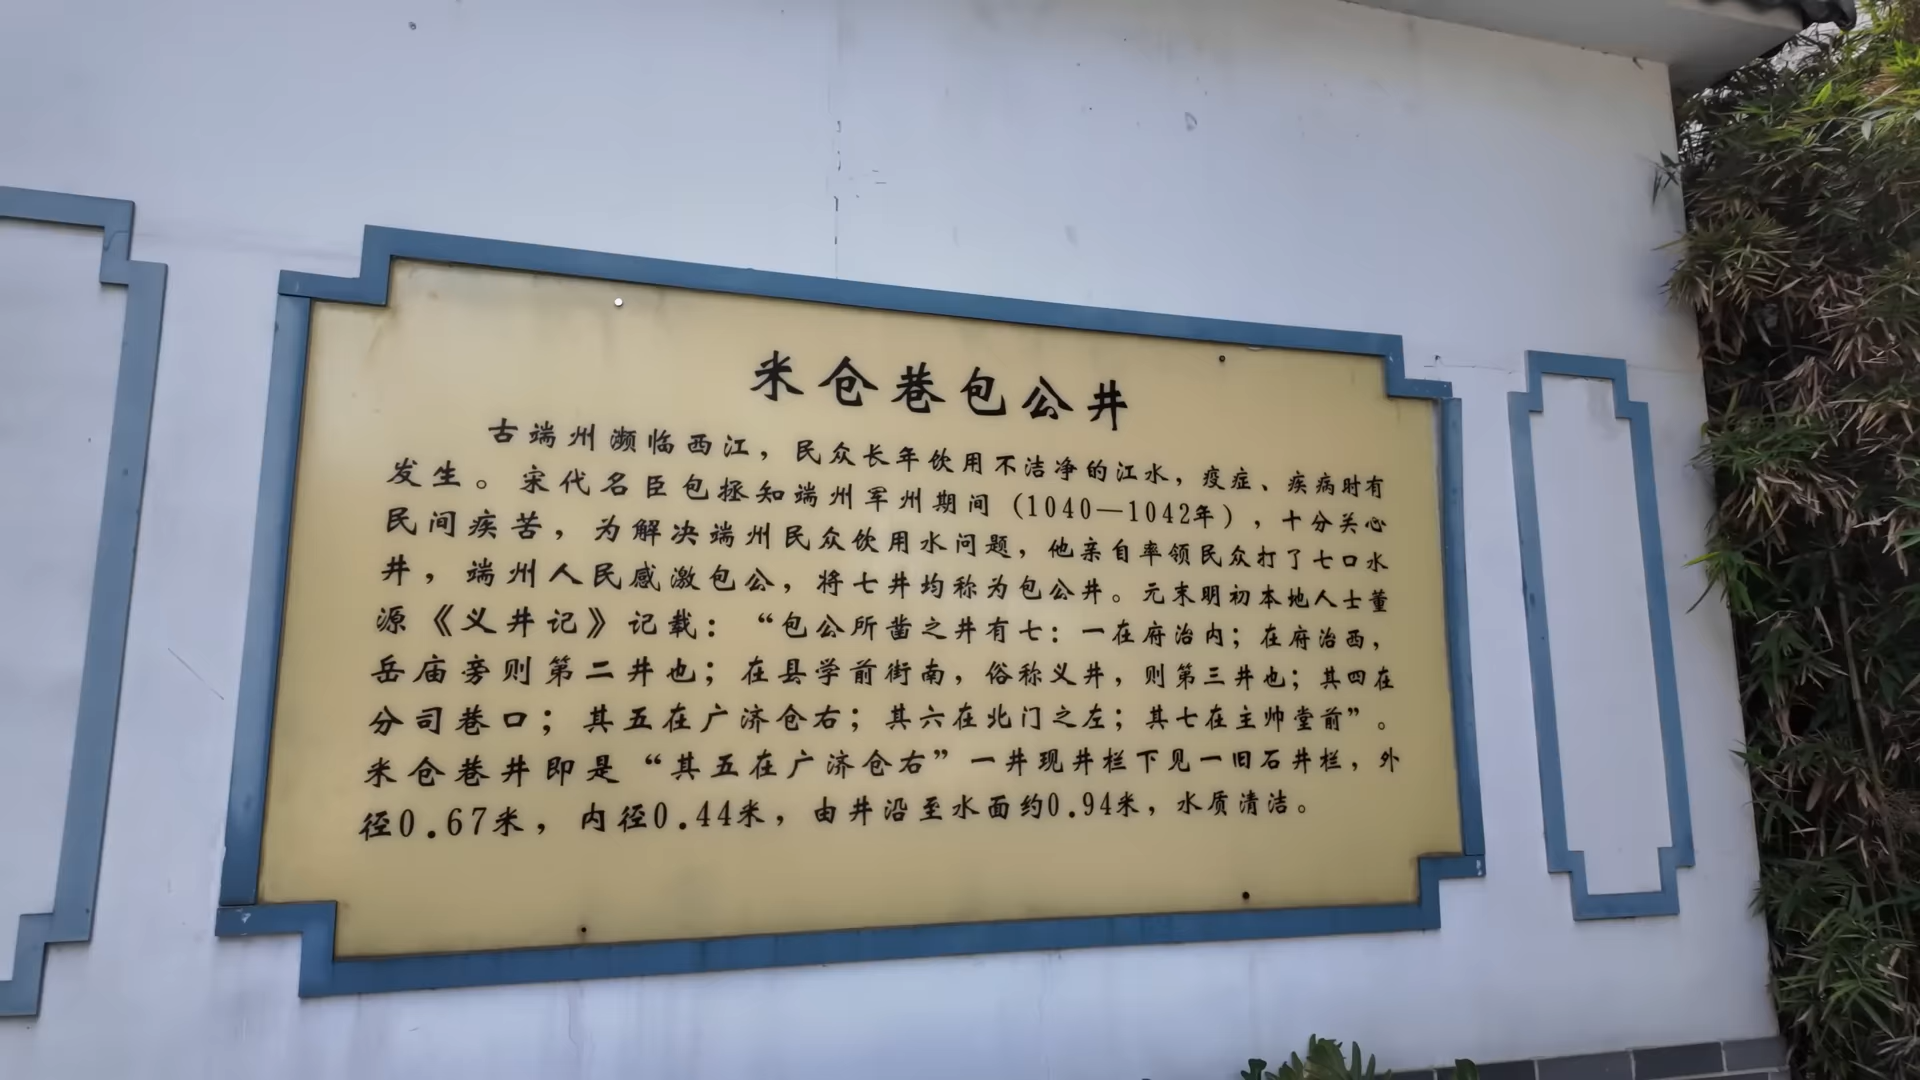 米仓巷包公井
古端州濒临西江，民众长年饮用不洁净的江水，疫症、疾病时有
发生。宋代名臣包拯知端州军州期间（1040—1042年），十分关心
民间疾苦，为解决端州民众饮用水问题，他亲自率领民众打了七口水
井，端州人民感激包公，将七井均称为包公井。元末明初本地人士董
源《义井记》记载：“包公所凿之井有七：一在府治内；在府治西，
岳庙旁则第二井也；在县学前街南，俗称义井，则第三井也；其四在
分司巷口；其五在广济仓右；其六在北门之左；其七在主帅堂前”。
米仓巷井即是“其五在广济仓右”一井现井栏下见一旧石井栏，外
径0.67米，内径0.44米，由井沿至水面约0.94米，水质清洁。